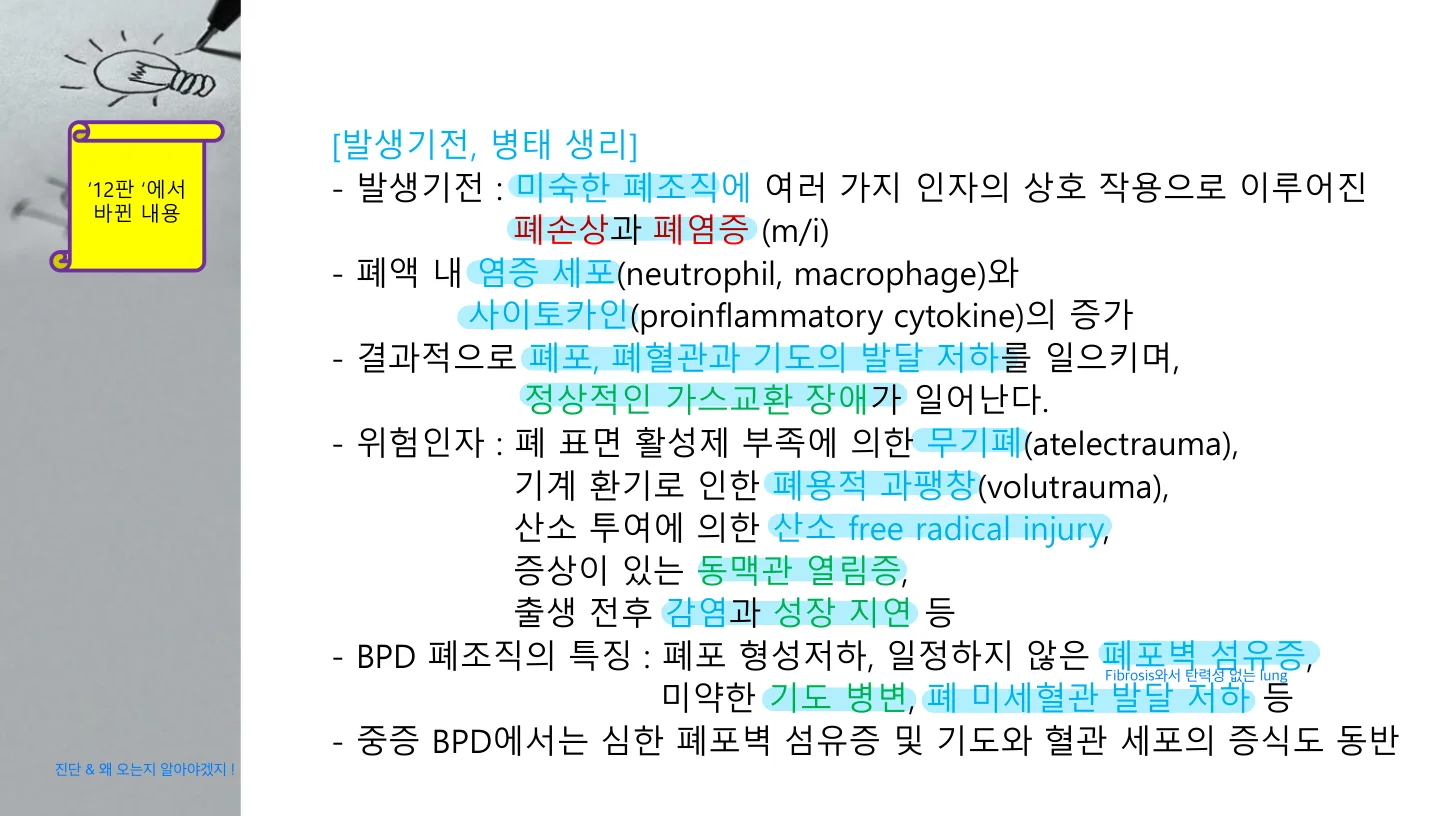 ‘12판 ‘에서
바뀐 내용
[발생기전, 병태 생리]
- 발생기전 : 미숙한 폐조직에 여러 가지 인자의 상호 작용으로 이루어진
폐손상과 폐염증 (m/i)
- 폐액 내 염증 세포(neutrophil, macrophage)와
사이토카인(proinflammatory cytokine)의 증가
- 결과적으로 폐포, 폐혈관과 기도의 발달 저하를 일으키며,
정상적인 가스교환 장애가 일어난다.
- 위험인자 : 폐 표면 활성제 부족에 의한 무기폐(atelectrauma),
기계 환기로 인한 폐용적 과팽창(volutrauma),
산소 투여에 의한 산소 free radical injury,
증상이 있는 동맥관 열림증,
출생 전후 감염과 성장 지연 등
- BPD 폐조직의 특징 : 폐포 형성저하, 일정하지 않은 폐포벽 섬유증,
Fibrosis와서 탄력성 없는 lung
미약한 기도 병변, 폐 미세혈관 발달 저하 등
- 중증 BPD에서는 심한 폐포벽 섬유증 및 기도와 혈관 세포의 증식도 동반
진단 & 왜 오는지 알아야겠지 !